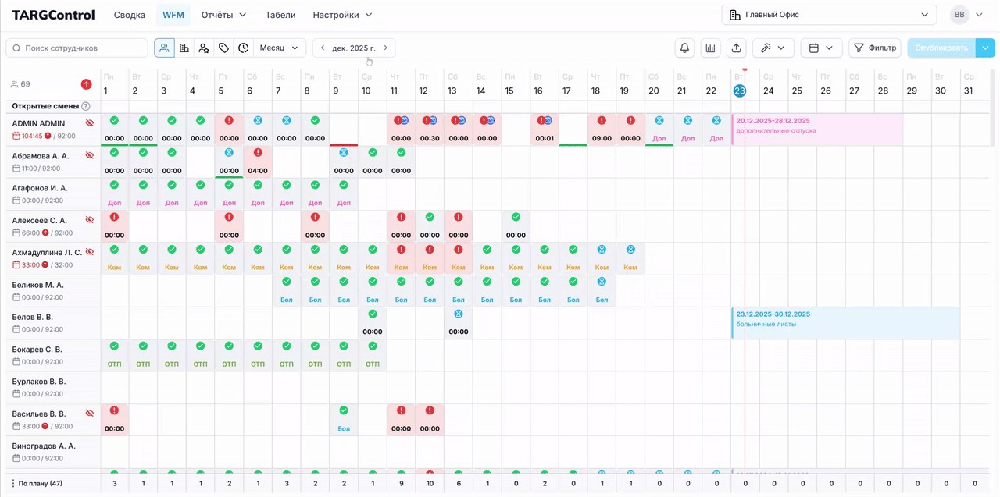 TARGControl Сводка WFM Отчёты Табели Настройки Главный Офис BB
Поиск сотрудников Месяц дек. 2025 г. Фильтр Опубликовать
Пн Вт Ср Чт Пт Сб Вс Пн Вт Ср Чт Пт Сб Вс Пн Вт Ср Чт Пт Сб Вс Пн Вт Ср Чт Пт Сб Вс Пн Вт Ср
69 1 2 3 4 5 6 7 8 9 10 11 12 13 14 15 16 17 18 19 20 21 22 23 24 25 26 27 28 29 30 31
Открытые смены ?
ADMIN ADMIN 20.12.2025-28.12.2025
дополнительные отпуска
104:45 / 92:00 00:00 00:00 00:00 00:00 00:00 00:00 00:00 00:00 00:00 00:30 00:00 00:00 00:01 09:00 00:00 Доп Доп Доп
Абрамова А. А.
11:00 / 92:00 00:00 00:00 00:00 00:00 04:00 00:00 00:00 00:00
Агафонов И. А.
00:00 / 92:00 Доп Доп Доп Доп Доп Доп Доп Доп Доп
Алексеев С. А.
66:00 / 92:00 00:00 00:00 00:00 00:00 00:00 00:00 00:00
Ахмадуллина Л. С.
33:00 / 32:00 Ком Ком Ком Ком Ком Ком Ком Ком Ком Ком Ком Ком Ком Ком Ком Ком Ком Ком Ком
Беликов М. А.
00:00 / 92:00 Бол Бол Бол Бол Бол Бол Бол Бол Бол Бол Бол Бол
Белов В. В. 23.12.2025-30.12.2025
больничные листы
00:00 / 92:00 00:00 00:00
Бокарев С. В.
00:00 / 92:00 ОТП ОТП ОТП ОТП ОТП ОТП ОТП ОТП ОТП ОТП
Бурлаков В. В.
00:00 / 92:00
Васильев В. В.
33:00 / 92:00 00:00 Бол 00:00 00:00
Виноградов А. А.
00:00 / 92:00
По плану (47) 3 1 1 1 2 1 3 2 2 1 9 10 6 1 0 2 0 1 1 0 0 0 0 0 0 0 0 0 0 0 0